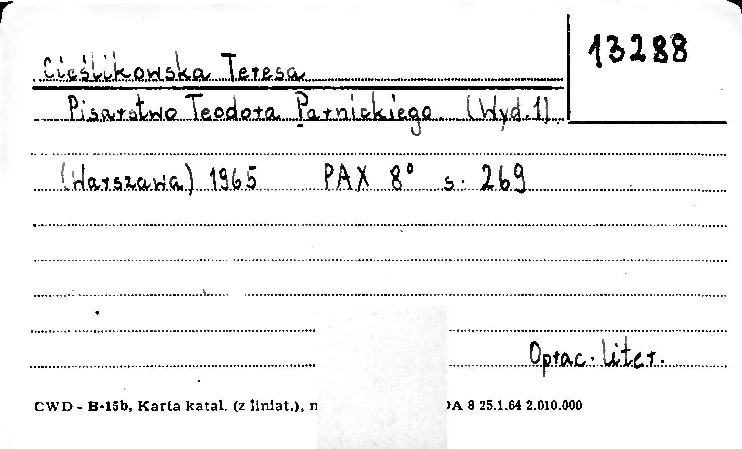 13288
Cieślikowska Teresa
Pisarstwo Teodora Parnickiego. (Wyd.1)
(Warszawa) 1965 PAX 8° s. 269
Oprac. liter.
CWD - B-15b, Karta katal. (z liniat.), n DA 8 25.1.64 2.010.000